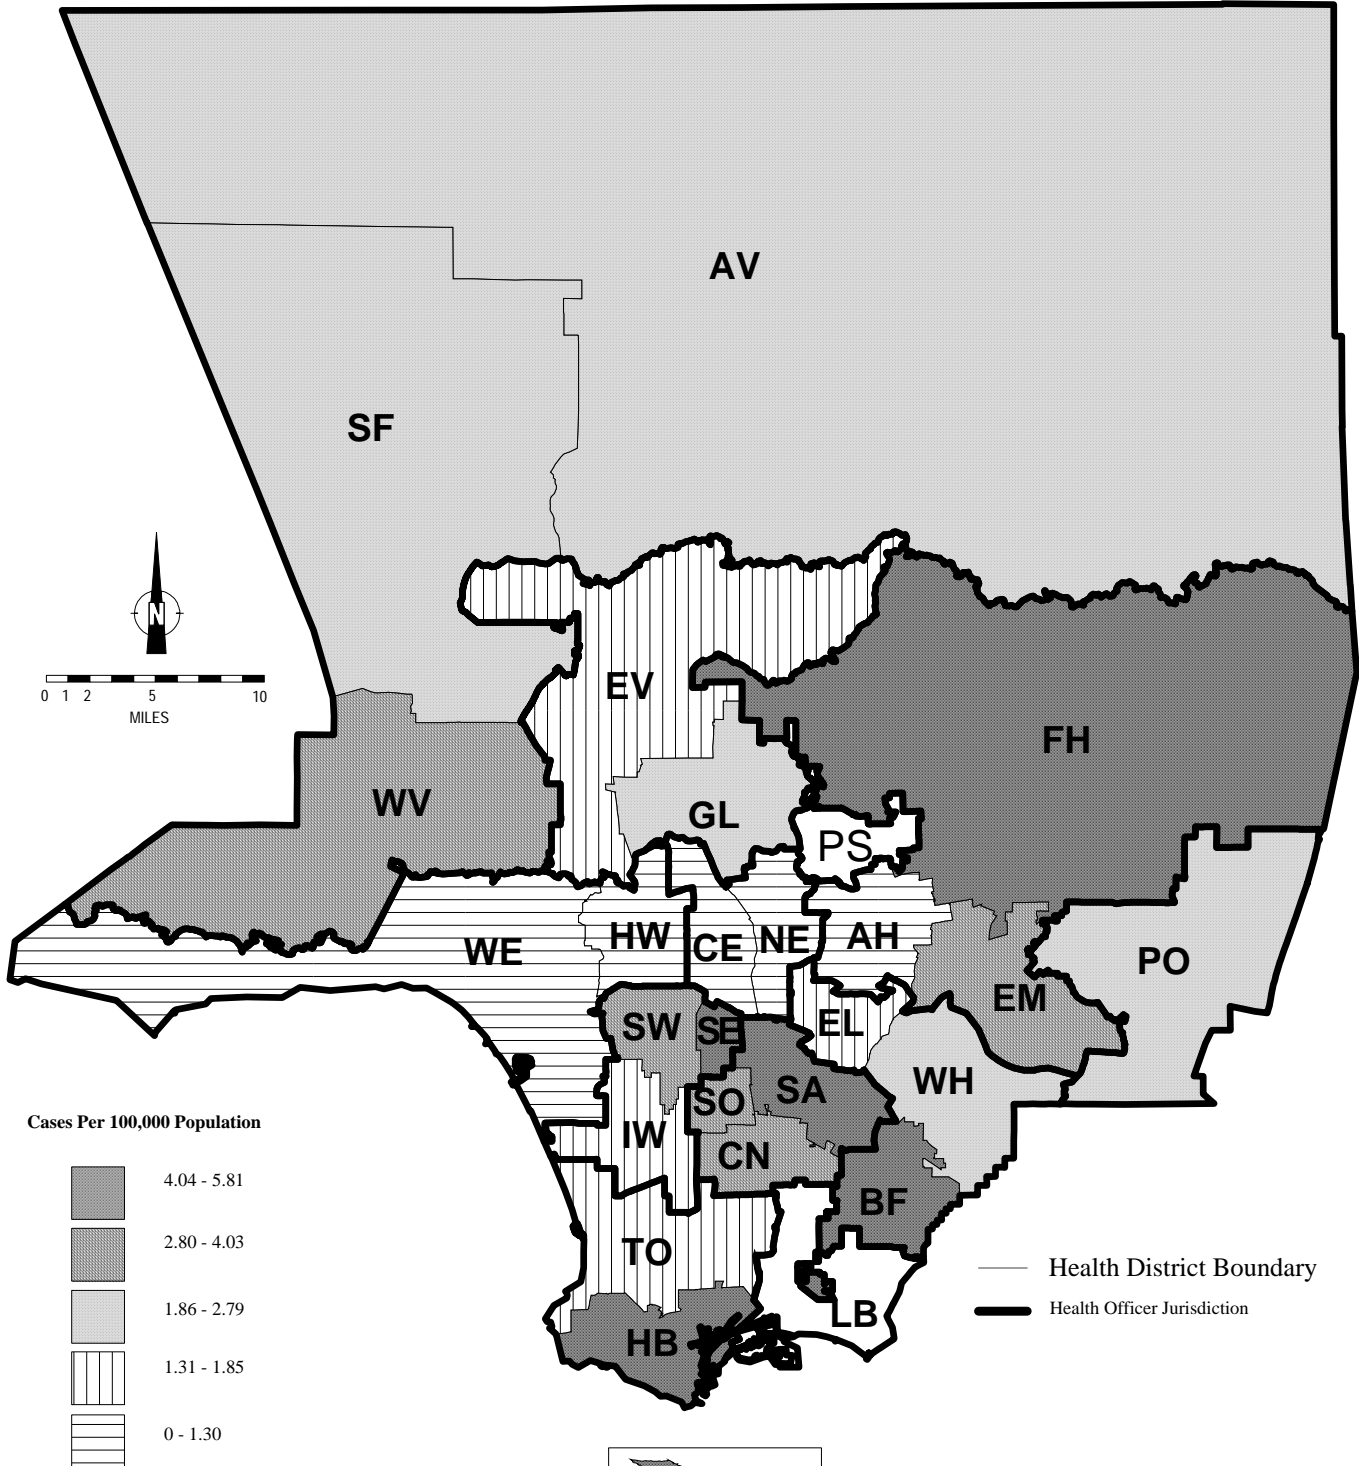 AV
SF
N
0 1 2 5 10
MILES
EV
FH
WV
GL
PS
HW
CE
NE
AH
WE
PO
EM
SW
SE
EL
SA
WH
SO
IW
CN
BF
TO
LB
HB
Cases Per 100,000 Population
4.04 - 5.81
2.80 - 4.03
1.86 - 2.79
1.31 - 1.85
0 - 1.30
Health District Boundary
Health Officer Jurisdiction